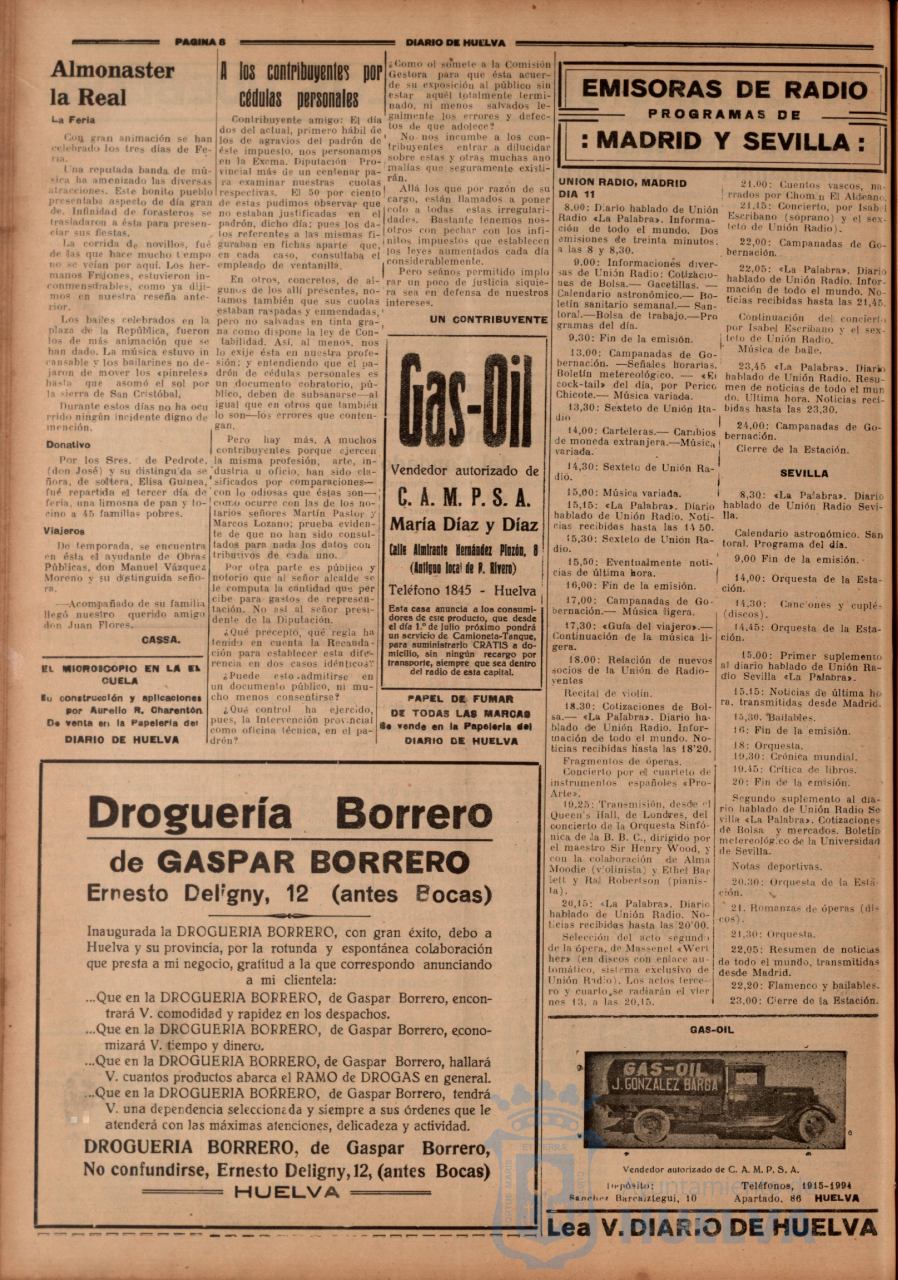 PAGINA 6
DIARIO DE HUELVA
Almonaster
la Real
La Feria
Con gran animación se han
celebrado los tres días de Fe-
ria.
Una reputada banda de mú-
sica ha amenizado las diversas
atracciones. Este bonito pueblo
presentaba aspecto de día gran
de. Infinidad de forasteros se
trasladaron a ésta para presen-
ciar sus fiestas.
La corrida de novillos, fué
de las que hace mucho tiempo
no se veían por aquí. Los her-
manos Frajones, estuvieron in-
conmensurables, como ya diji-
mos en nuestra reseña ante-
rior.
Los bailes celebrados en la
plaza de la República, fueron
los de más animación que se
han dado. La música estuvo in
cansable y los bailarines no de-
jaron de mover los «pinreles»
hasta que asomó el sol por
la sierra de San Cristóbal.
Durante estos días no ha ocu
rrido ningún incidente digno de
mención.
Donativo
Por los Sres. de Pedrote,
(don José) y su distinguida se
ñora, de soltera, Elisa Guinea,
fué repartida el tercer día de
feria, una limosna de pan y to-
cino a 45 familias pobres.
Viajeros
De temporada, se encuentra
en ésta el ayudante de Obras
Públicas, don Manuel Vázquez
Moreno y su distinguida seño-
ra.
—Acompañado de su familia
llegó nuestro querido amigo
don Juan Flores.
CASSA.
EL MICROSCOPIO EN LA EL
CUELA
Su construcción y aplicaciones
por Aurelio R. Charentón
De venta en la Papelería del
DIARIO DE HUELVA
A los contribuyentes por
cédulas personales
Contribuyente amigo: El día
dos del actual, primero hábil de
los de agravios del padrón de
éste impuesto, nos personamos
en la Excma. Diputación Pro-
vincial más de un centenar pa
ra examinar nuestras cuotas
respectivas. El 50 por ciento
de estas pudimos observar que
no estaban justificadas en el
padrón, dicho día; pues los da-
tos referentes a las mismas fi-
guraban en fichas aparte que,
en cada caso, consultaba el
empleado de ventanilla.
En otros, concretos, de al-
gunos de los allí presentes, no-
tamos también que sus cuotas
estaban raspadas y enmendadas,
pero no salvadas en tinta gra-
na como dispone la ley de Con-
tabilidad. Así, al menos, nos
lo exije ésta en nuestra profe-
sión; y entendiendo que el pa-
drón de cédulas personales es
un documento cobratorio, pú-
blico, deben de subsanarse—al
igual que en otros que también
lo son—los errores que conten-
gan.
Pero hay más. A muchos
contribuyentes porque ejercen
la misma profesión, arte, in-
dustria u oficio, han sido cla-
sificados por comparaciones—
con lo odiosas que éstas son—
como ocurre con las de los no-
tarios señores Martín Pastor y
Marcos Lozano; prueba eviden-
te de que no han sido consul-
tados para nada los datos con-
tributivos de cada uno.
Por otra parte es público y
notorio que al señor alcalde se
le computa la cantidad que per
cibe para gastos de represen-
tación. No así al señor presi-
dente de la Diputación.
¿Qué precepto, qué regla ha
tenido en cuenta la Recauda-
ción para establecer esta dife-
rencia en dos casos idénticos?
¿Puede esto admitirse en
un documento público, ni mu-
cho menos consentirse?
¿Qué control ha ejercido,
pues, la Intervención provincial
como oficina técnica, en el pa-
drón?
¿Como ol somete a la Comisión
Gestora para que ésta acuer-
de su exposición al público sin
estar aquél totalmente termi-
nado, ni menos salvados le-
galmente los errores y defec-
tos de que adolece?
No nos incumbe a los con-
tribuyentes entrar a dilucidar
sobre estas y otras muchas ano
malías que seguramente existi-
rán.
Allá los que por razón de su
cargo, están llamados a poner
coto a todas estas irregulari-
dades. Bastante tenemos nos-
otros con pechar con los infi-
nitos impuestos que establecen
los leyes aumentados cada día
considerablemente.
Pero seános permitido implo
rar un poco de justicia siquie
ra sea en defensa de nuestros
intereses.
UN CONTRIBUYENTE
Gas-Oil
Vendedor autorizado de
C. A. M. P. S. A.
María Díaz y Díaz
Calle Almirante Hernández Pinzón, 8
(Antiguo local de P. Rivero)
Teléfono 1845 - Huelva
Esta casa anuncia a los consumi-
dores de este producto, que desde
el día 1.º de julio próximo pondrá
un servicio de Camioneta-Tanque,
para suministrarlo GRATIS a do-
micilio, sin ningún recargo por
transporte, siempre que sea dentro
del radio de esta capital.
PAPEL DE FUMAR
DE TODAS LAS MARCAS
Se vende en la Papelería del
DIARIO DE HUELVA
EMISORAS DE RADIO
PROGRAMAS DE
: MADRID Y SEVILLA :
UNION RADIO, MADRID
DIA 11
8,00: Diario hablado de Unión
Radio «La Palabra». Informa-
ción de todo el mundo. Dos
emisiones de treinta minutos.
a las 8 y 8,30.
9,00: Informaciones diver-
sas de Unión Radio: Cotizacio-
nes de Bolsa.— Gacetillas. —
Calendario astronómico.— Bo-
letín sanitario semanal.— San-
toral.—Bolsa de trabajo.—Pro
gramas del día.
9,30: Fin de la emisión.
13,00: Campanadas de Go-
bernación. —Señales horarias.
Boletín metereológico. — «El
cock-tail» del día, por Perico
Chicote.— Música variada.
13,30: Sexteto de Unión Ra-
dio
14,00: Carteleras.— Cambios
de moneda extranjera.—Música
variada.
14,30: Sexteto de Unión Ra-
dio.
15,00: Música variada.
15,15: «La Palabra». Diario
hablado de Unión Radio. Noti-
cias recibidas hasta las 14 50.
15,30: Sexteto de Unión Ra-
dio.
15,50: Eventualmente noti-
cias de última hora.
16,00: Fin de la emisión.
17,00: Campanadas de Go-
bernación.— Música ligera.
17,30: «Guía del viajero».—
Continuación de la música li-
gera.
18.00: Relación de nuevos
socios de la Unión de Radio-
yentes
Recital de violín.
18.30: Cotizaciones de Bol-
sa.— «La Palabra». Diario ha-
blado de Unión Radio. Infor-
mación de todo el mundo. No-
ticias recibidas hasta las 18'20.
Fragmentos de óperas.
Concierto por el cuarteto de
instrumentos españoles «Pro-
Arte».
19,25: Transmisión, desde el
Queen's Hall, de Londres, del
concierto de la Orquesta Sinfó-
nica de la B. B. C., dirigido por
el maestro Sir Henry Wood, y
con la colaboración de Alma
Moodie (violinista) y Ethel Bar
lett y Rai Robertson (pianis-
ta).
20,15: «La Palabra». Diario
hablado de Unión Radio. No-
ticias recibidas hasta las 20'00.
Selección del acto segundo
de la ópera, de Massenet «Wert
her» (en discos con enlace au-
tomático, sistema exclusivo de
Unión Radio). Los actos terce-
ro y cuarto se radiarán el vier
nes 13, a las 20,15.
21.00: Cuentos vascos, na-
rrados por Chomin El Aldeano.
21,15: Concierto, por Isabel
Escribano (soprano) y el sex-
teto de Unión Radio).
22,00: Campanadas de Go-
bernación.
22,05: «La Palabra». Diario
hablado de Unión Radio. Infor-
mación de todo el mundo. No-
ticias recibidas hasta las 21,45.
Continuación del concierto
por Isabel Escribano y el sex-
teto de Unión Radio.
Música de baile.
23,45 «La Palabra». Diario
hablado de Unión Radio. Resu-
men de noticias de todo el mun
do. Ultima hora. Noticias reci-
bidas hasta las 23,30.
24,00: Campanadas de Go-
bernación.
Cierre de la Estación.
SEVILLA
8,30: «La Palabra». Diario
hablado de Unión Radio Sevi-
lla.
Calendario astronómico. San
toral. Programa del día.
9,00 Fin de la emisión.
14,00: Orquesta de la Esta-
ción.
14,30: Canciones y cuplés
(discos).
14,45: Orquesta de la Esta-
ción.
15.00: Primer suplemento
al diario hablado de Unión Ra
dio Sevilla «La Palabra».
15.15: Noticias de última ho
ra, transmitidas desde Madrid.
15,30. Bailables.
16: Fin de la emisión.
18: Orquesta.
19,30: Crónica mundial.
19.45: Crítica de libros.
20: Fin de la emisión.
Segundo suplemento al dia-
rio hablado de Unión Radio Se
villa «La Palabra». Cotizaciones
de Bolsa y mercados. Boletín
metereológico de la Universidad
de Sevilla.
Notas deportivas.
20.30: Orquesta de la Esta-
ción.
21. Romanzas de óperas (dis
cos).
21,30: Orquesta.
22,05: Resumen de noticias
de todo el mundo, transmitidas
desde Madrid.
22,20: Flamenco y bailables.
23,00: Cierre de la Estación.
Droguería Borrero
de GASPAR BORRERO
Ernesto Deligny, 12 (antes Bocas)
Inaugurada la DROGUERIA BORRERO, con gran éxito, debo a
Huelva y su provincia, por la rotunda y espontánea colaboración
que presta a mi negocio, gratitud a la que correspondo anunciando
a mi clientela:
...Que en la DROGUERIA BORRERO, de Gaspar Borrero, encon-
trará V. comodidad y rapidez en los despachos.
...Que en la DROGUERIA BORRERO, de Gaspar Borrero, econo-
mizará V. tiempo y dinero.
...Que en la DROGUERIA BORRERO, de Gaspar Borrero, hallará
V. cuantos productos abarca el RAMO de DROGAS en general.
...Que en la DROGUERIA BORRERO, de Gaspar Borrero, tendrá
V. una dependencia seleccionada y siempre a sus órdenes que le
atenderá con las máximas atenciones, delicadeza y actividad.
DROGUERIA BORRERO, de Gaspar Borrero,
No confundirse, Ernesto Deligny, 12, (antes Bocas)
HUELVA
GAS-OIL
GAS-OIL
J. GONZALEZ BARBA
Vendedor autorizado de C. A. M. P. S. A.
Depósito: Teléfonos, 1915-1994
Sánchez Barcaiztegui, 10 Apartado, 86 HUELVA
Lea V. DIARIO DE HUELVA
Ayuntamiento
HUELVA